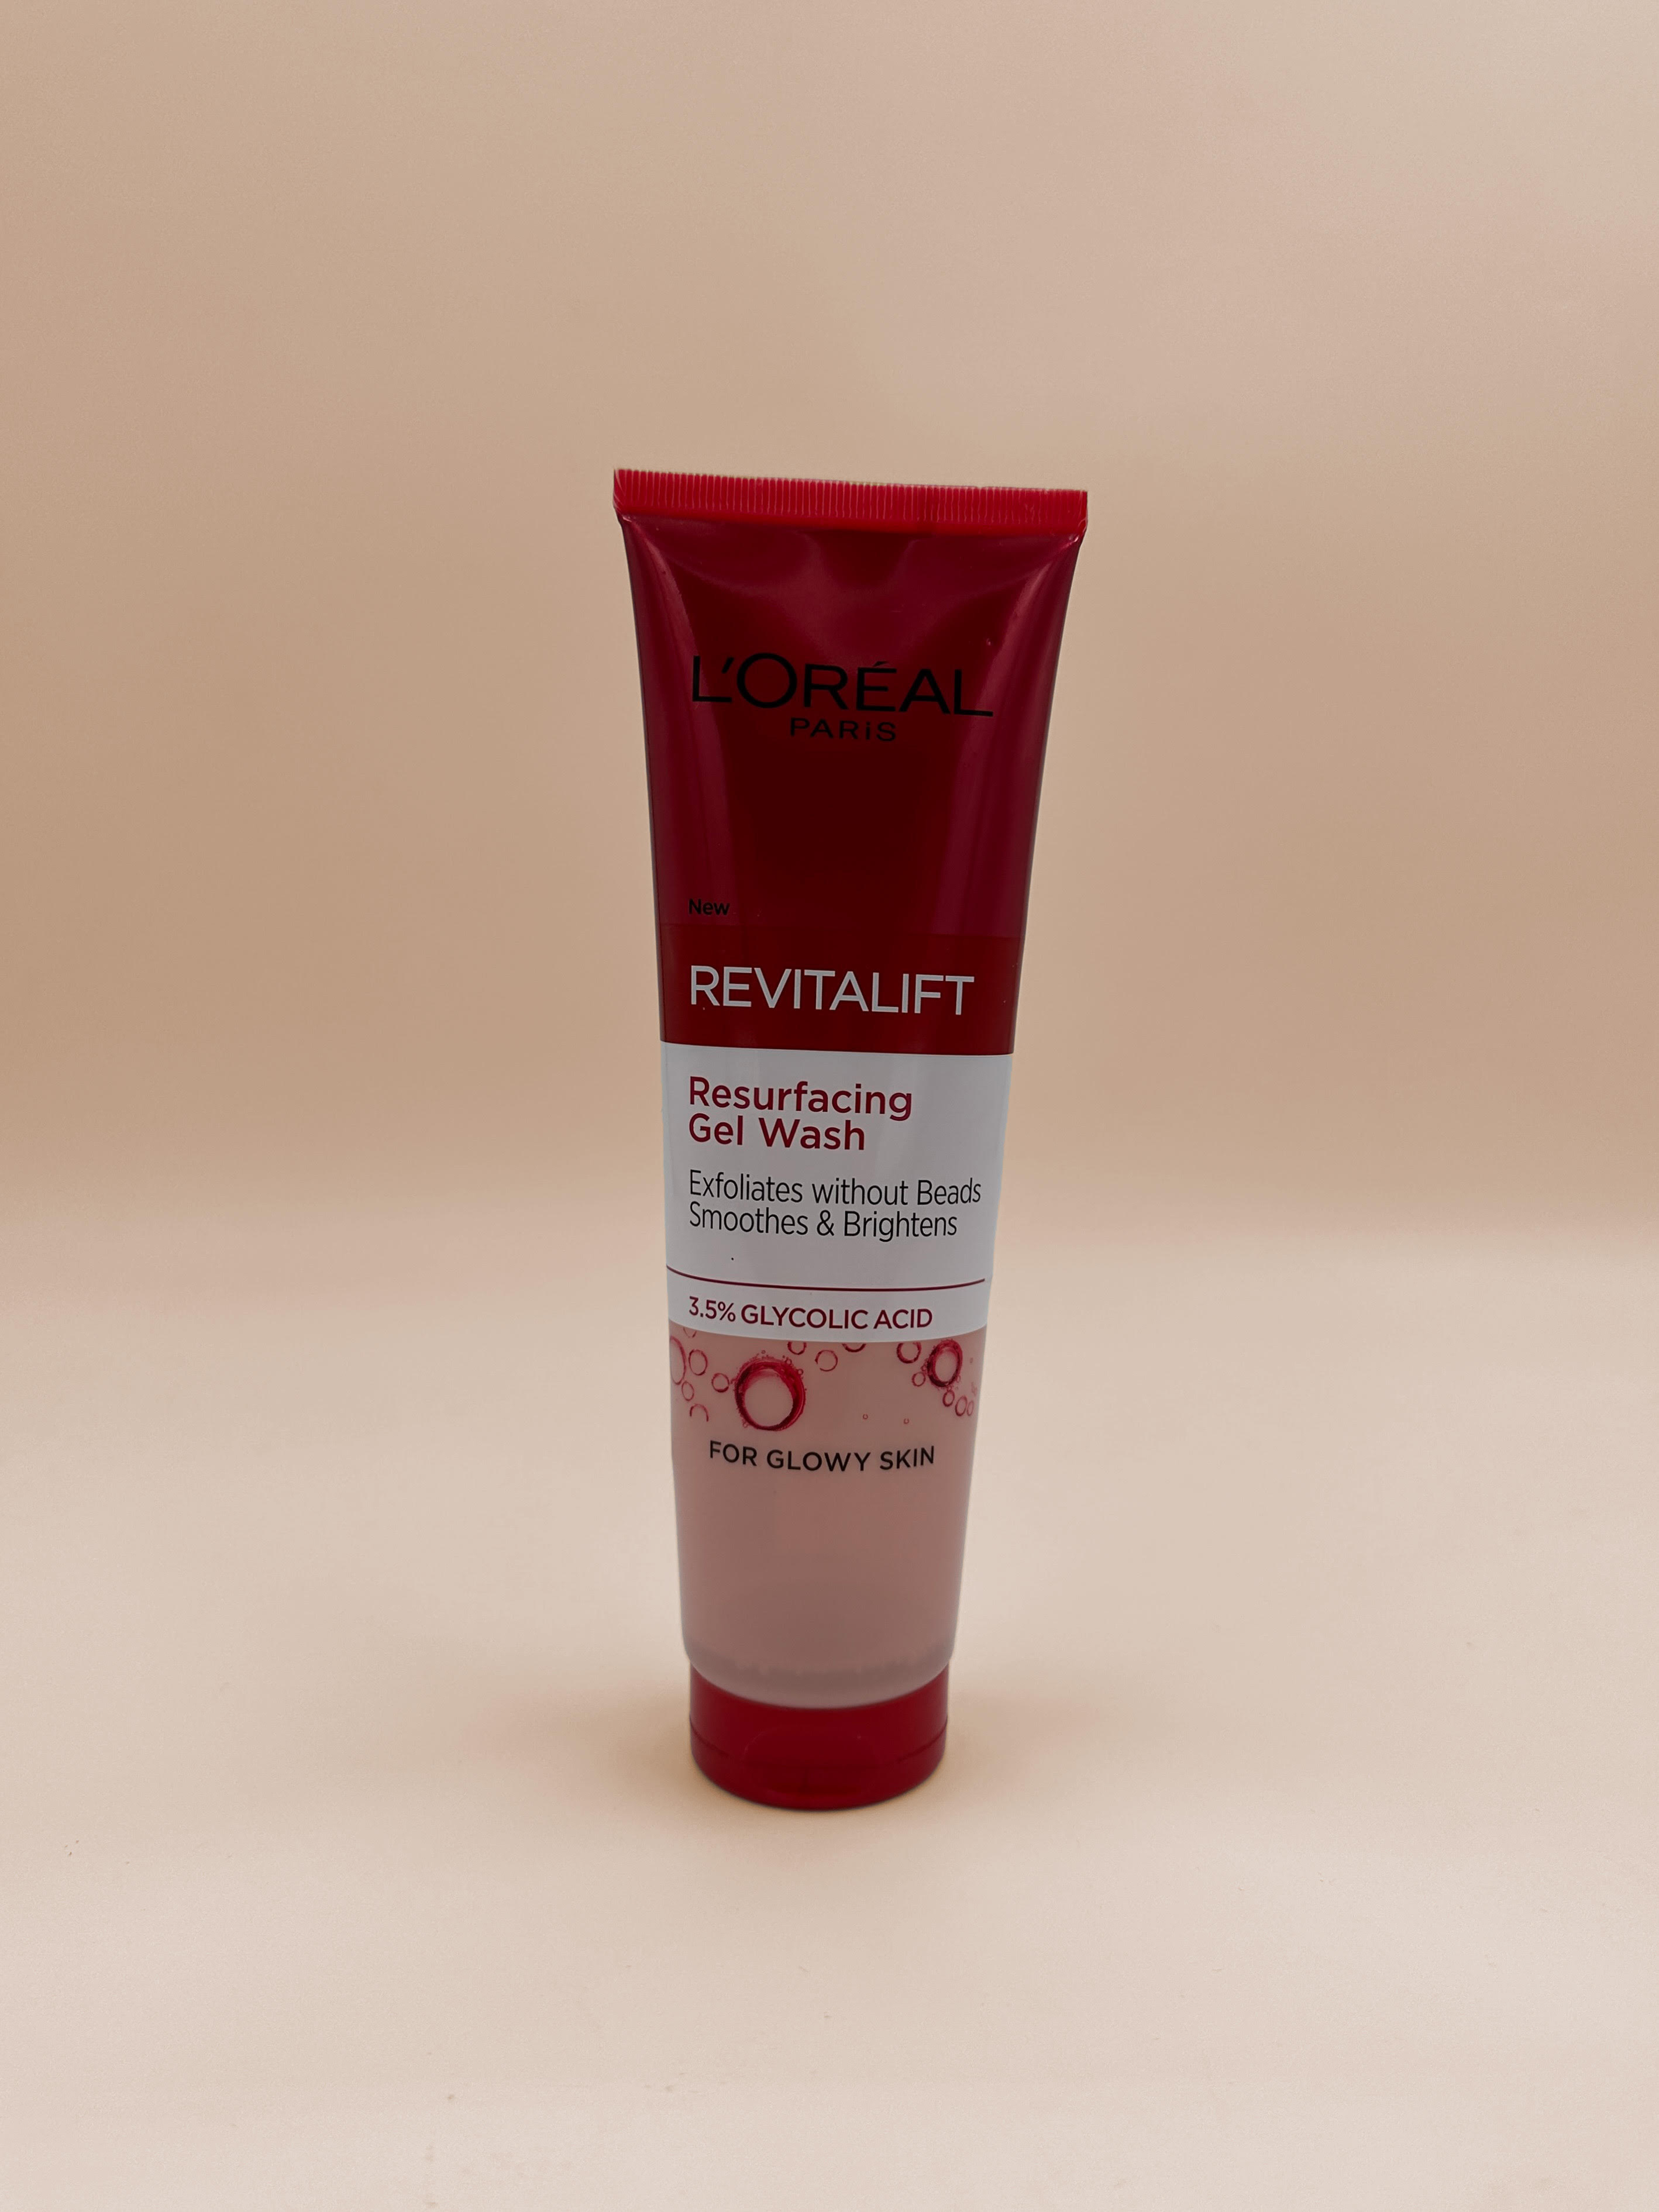 L'ORÉAL
PARiS
New
REVITALIFT
Resurfacing
Gel Wash
Exfoliates without Beads
Smoothes & Brightens
3.5% GLYCOLIC ACID
FOR GLOWY SKIN